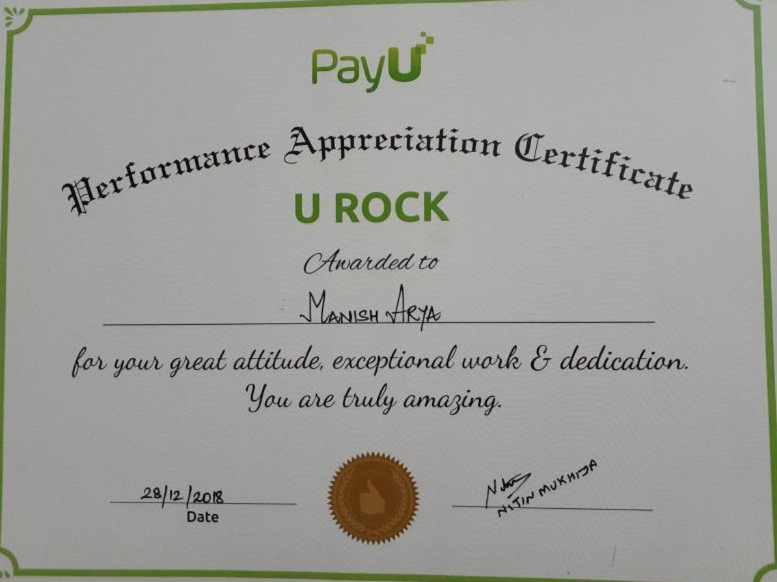 PayU
Performance Appreciation Certificate
U ROCK
Awarded to
MANISH ARYA
for your great attitude, exceptional work & dedication.
You are truly amazing.
28/12/2018
Date
NITIN MUKHIJA